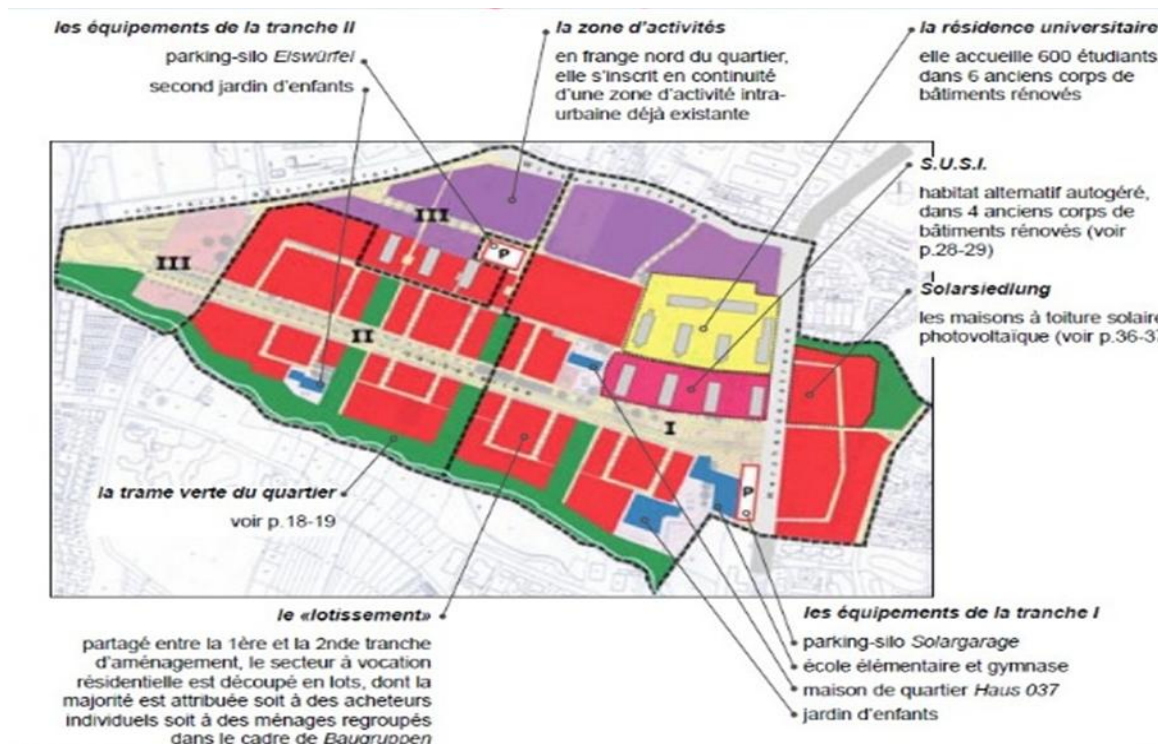 les équipements de la tranche II
parking-silo Eiswürfel
second jardin d'enfants
la zone d'activités
en frange nord du quartier,
elle s'inscrit en continuité
d'une zone d'activité intra-
urbaine déjà existante
la résidence universitaire
elle accueille 600 étudiants
dans 6 anciens corps de
bâtiments rénovés
S.U.S.I.
habitat alternatif autogéré,
dans 4 anciens corps de
bâtiments rénovés (voir
p.28-29)
Solarsiedlung
les maisons à toiture solaire
photovoltaïque (voir p.36-37
III
P
III
II
I
P
la trame verte du quartier
voir p.18-19
le «lotissement»
partagé entre la 1ère et la 2nde tranche
d'aménagement, le secteur à vocation
résidentielle est découpé en lots, dont la
majorité est attribuée soit à des acheteurs
individuels soit à des ménages regroupés
dans le cadre de Baugruppen
les équipements de la tranche I
parking-silo Solargarage
école élémentaire et gymnase
maison de quartier Haus 037
jardin d'enfants